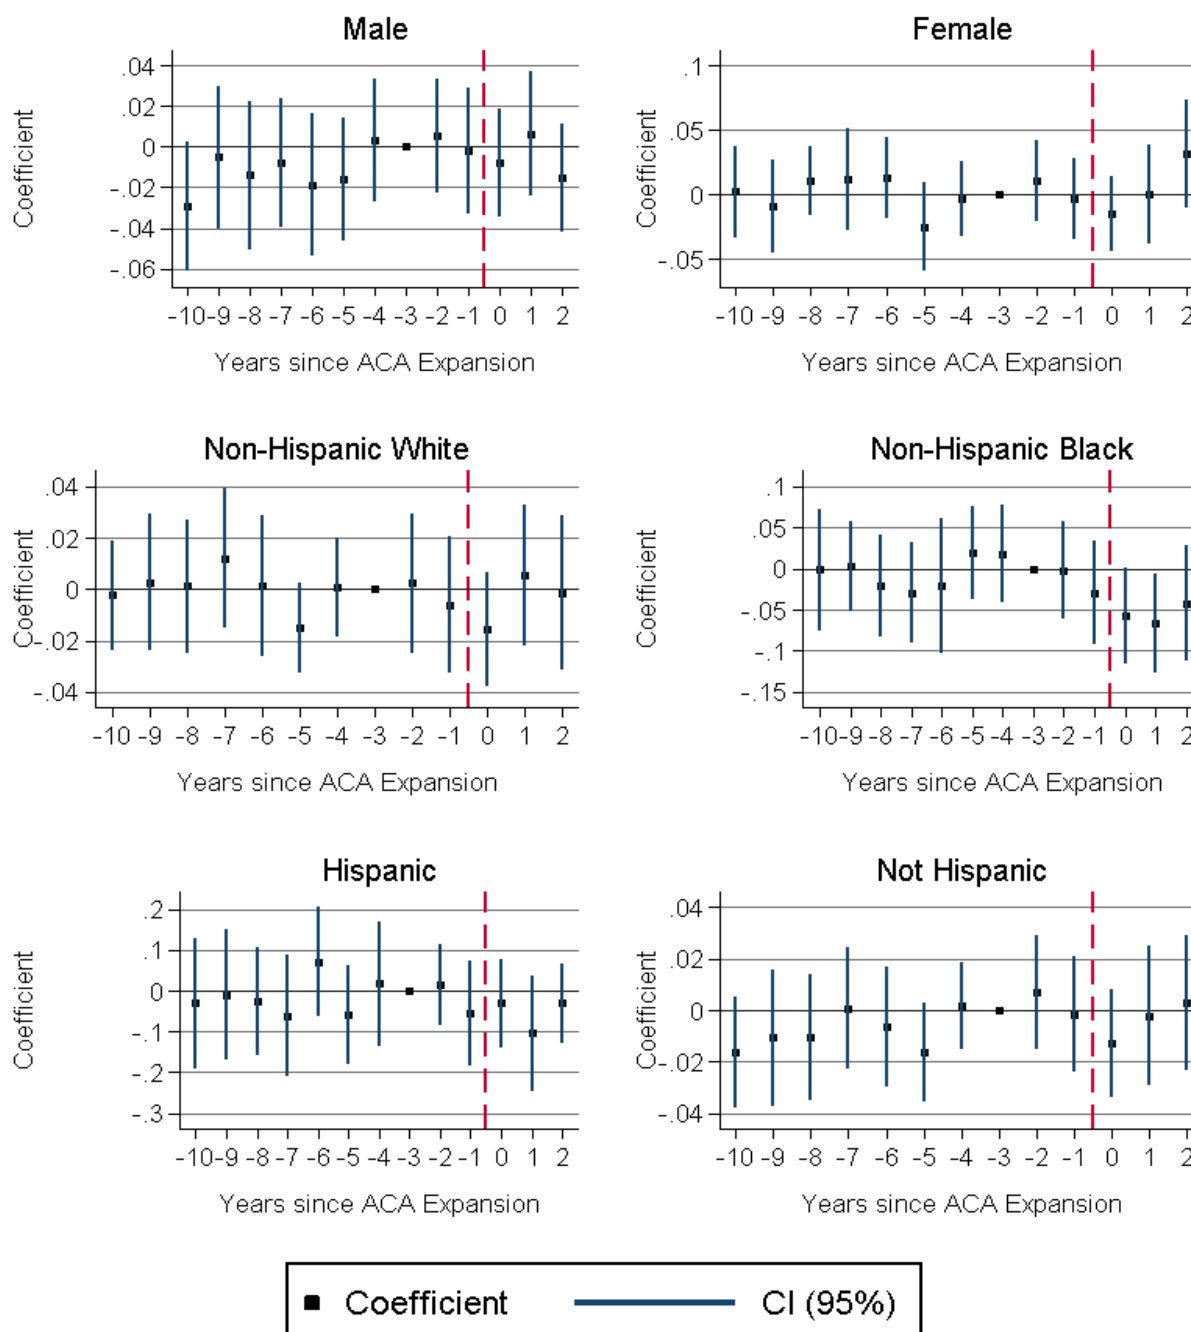 Male
Coefficient
.04
.02
0
-.02
-.04
-.06
-10 -9 -8 -7 -6 -5 -4 -3 -2 -1 0 1 2
Years since ACA Expansion
Female
Coefficient
.1
.05
0
-.05
-10 -9 -8 -7 -6 -5 -4 -3 -2 -1 0 1 2
Years since ACA Expansion
Non-Hispanic White
Coefficient
.04
.02
0
-.02
-.04
-10 -9 -8 -7 -6 -5 -4 -3 -2 -1 0 1 2
Years since ACA Expansion
Non-Hispanic Black
Coefficient
.1
.05
0
-.05
-.1
-.15
-10 -9 -8 -7 -6 -5 -4 -3 -2 -1 0 1 2
Years since ACA Expansion
Hispanic
Coefficient
.2
.1
0
-.1
-.2
-.3
-10 -9 -8 -7 -6 -5 -4 -3 -2 -1 0 1 2
Years since ACA Expansion
Not Hispanic
Coefficient
.04
.02
0
-.02
-.04
-10 -9 -8 -7 -6 -5 -4 -3 -2 -1 0 1 2
Years since ACA Expansion
Coefficient CI (95%)